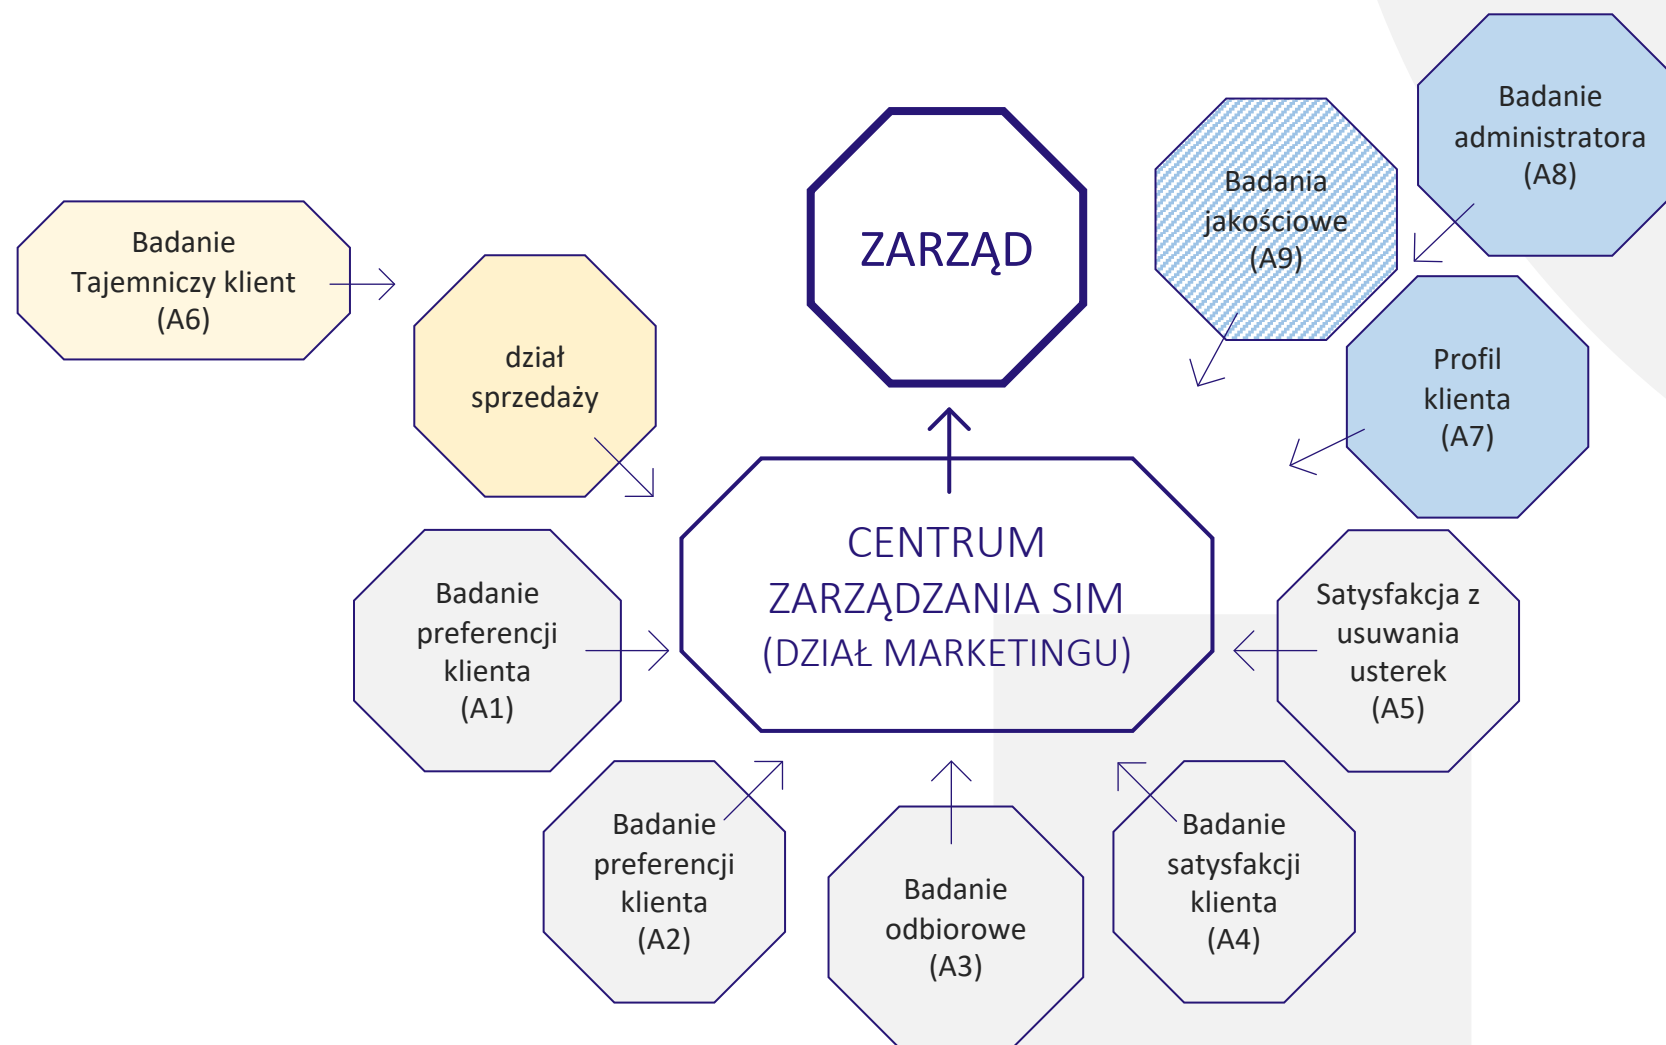 Badanie
administratora
(A8)
Badania
jakościowe
(A9)
ZARZĄD
Badanie
Tajemniczy klient
(A6)
dział
sprzedaży
Profil
klienta
(A7)
CENTRUM
ZARZĄDZANIA SIM
(DZIAŁ MARKETINGU)
Badanie
preferencji
klienta
(A1)
Satysfakcja z
usuwania
usterek
(A5)
Badanie
preferencji
klienta
(A2)
Badanie
odbiorowe
(A3)
Badanie
satysfakcji
klienta
(A4)